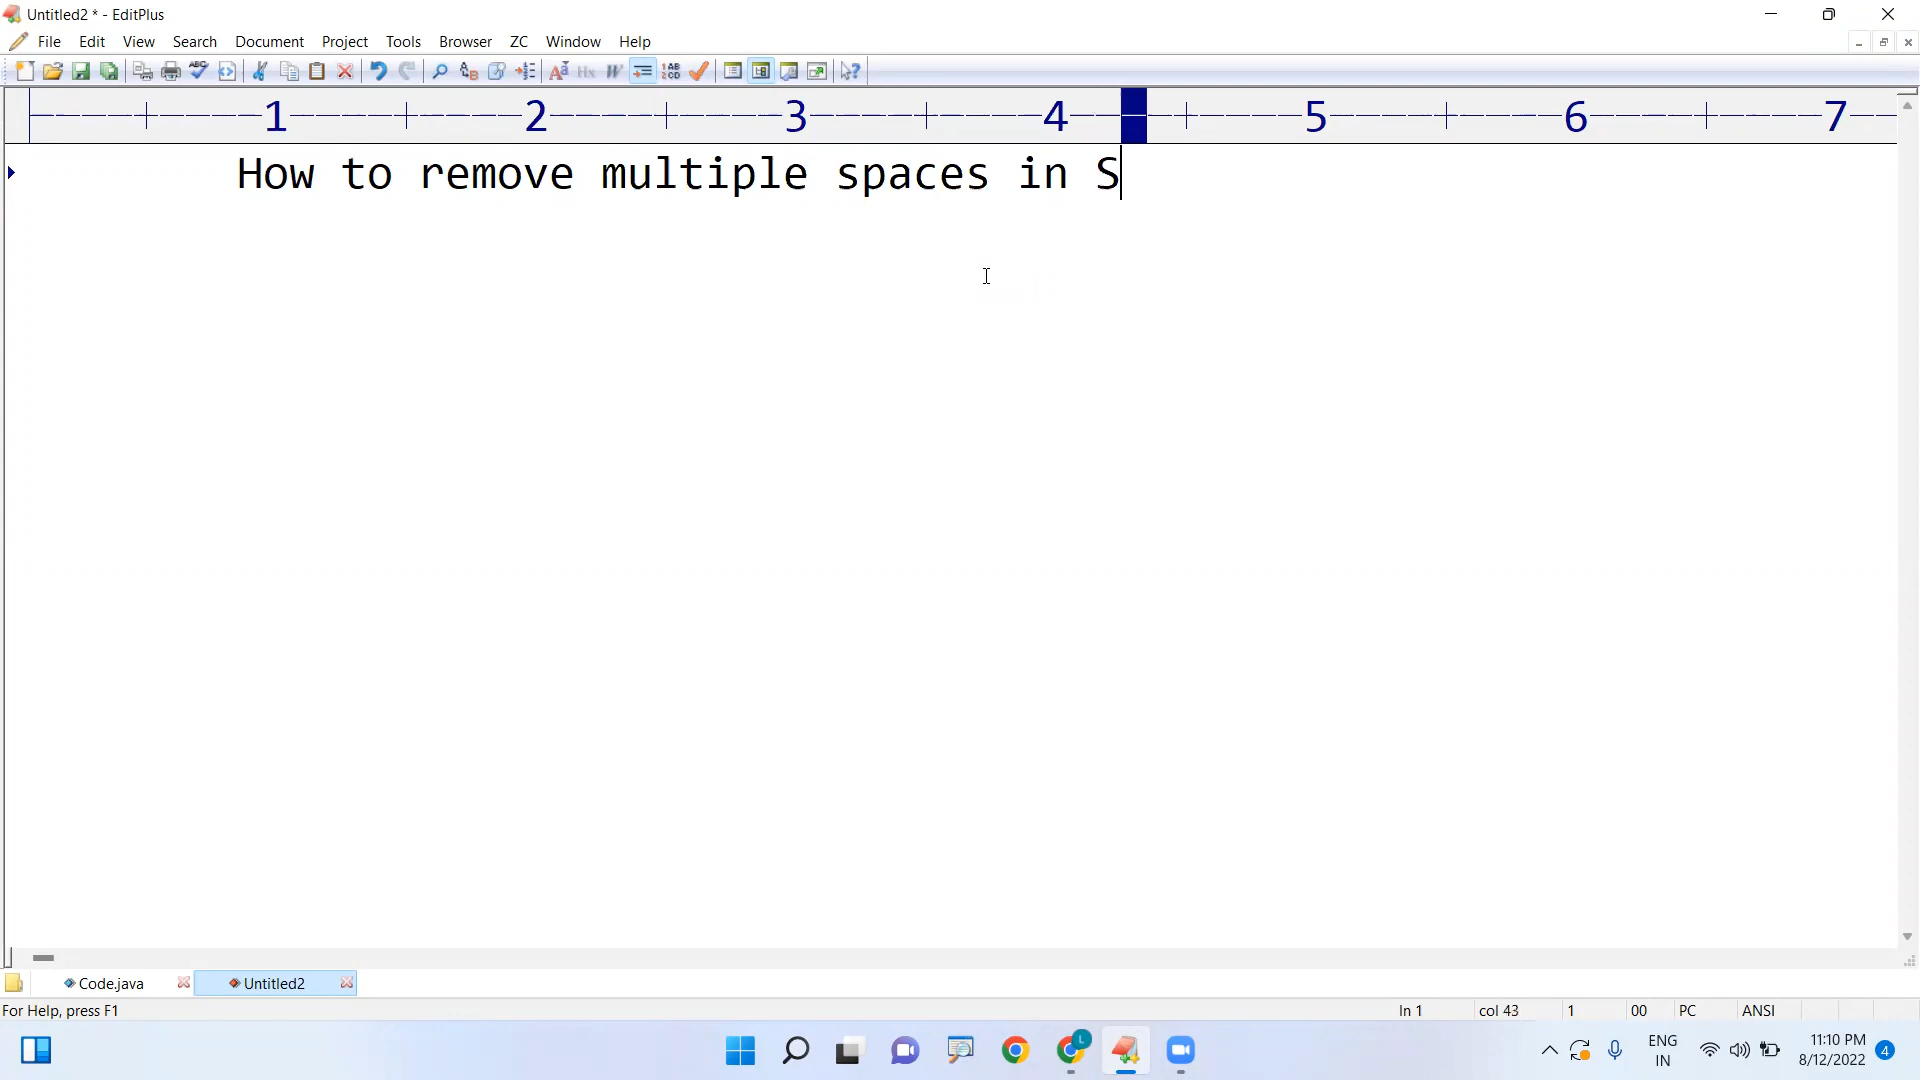 Untitled2 * - EditPlus
File Edit View Search Document Project Tools Browser ZC Window Help
1 2 3 4 5 6 7
How to remove multiple spaces in S
Code.java Untitled2
For Help, press F1 ln 1 col 43 1 00 PC ANSI
L
ENG 11:10 PM
IN 8/12/2022 4